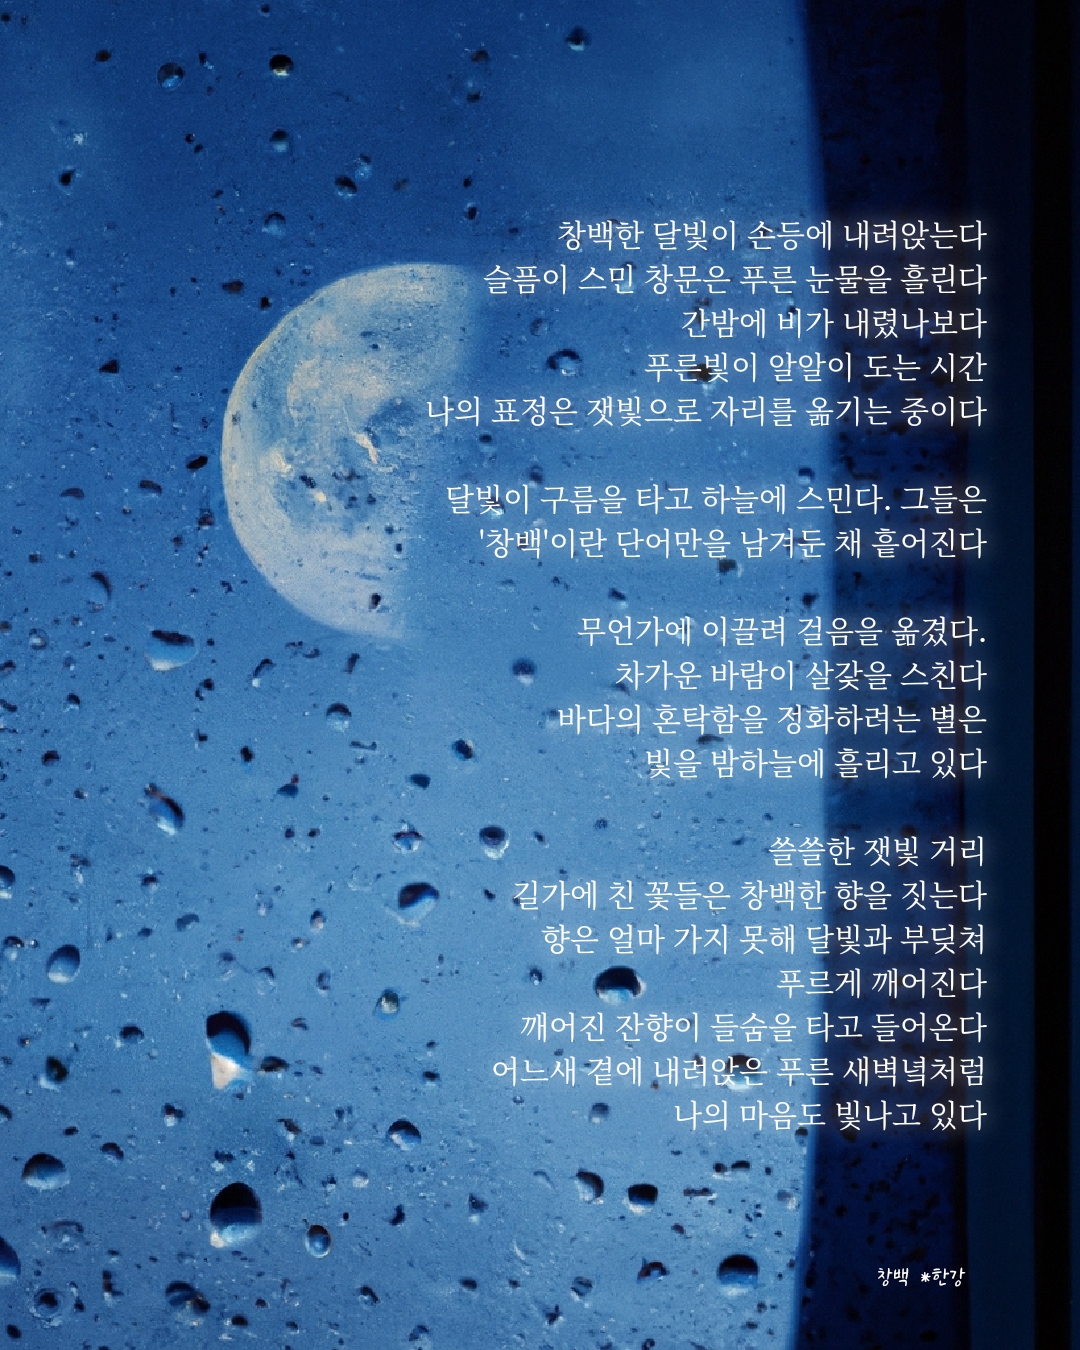 창백한 달빛이 손등에 내려앉는다
슬픔이 스민 창문은 푸른 눈물을 흘린다
간밤에 비가 내렸나보다
푸른빛이 알알이 도는 시간
나의 표정은 잿빛으로 자리를 옮기는 중이다
달빛이 구름을 타고 하늘에 스민다. 그들은
'창백'이란 단어만을 남겨둔 채 흩어진다
무언가에 이끌려 걸음을 옮겼다.
차가운 바람이 살갗을 스친다
바다의 혼탁함을 정화하려는 별은
빛을 밤하늘에 흘리고 있다
쓸쓸한 잿빛 거리
길가에 친 꽃들은 창백한 향을 짓는다
향은 얼마 가지 못해 달빛과 부딪쳐
푸르게 깨어진다
깨어진 잔향이 들숨을 타고 들어온다
어느새 곁에 내려앉은 푸른 새벽녘처럼
나의 마음도 빛나고 있다
창백 *한강